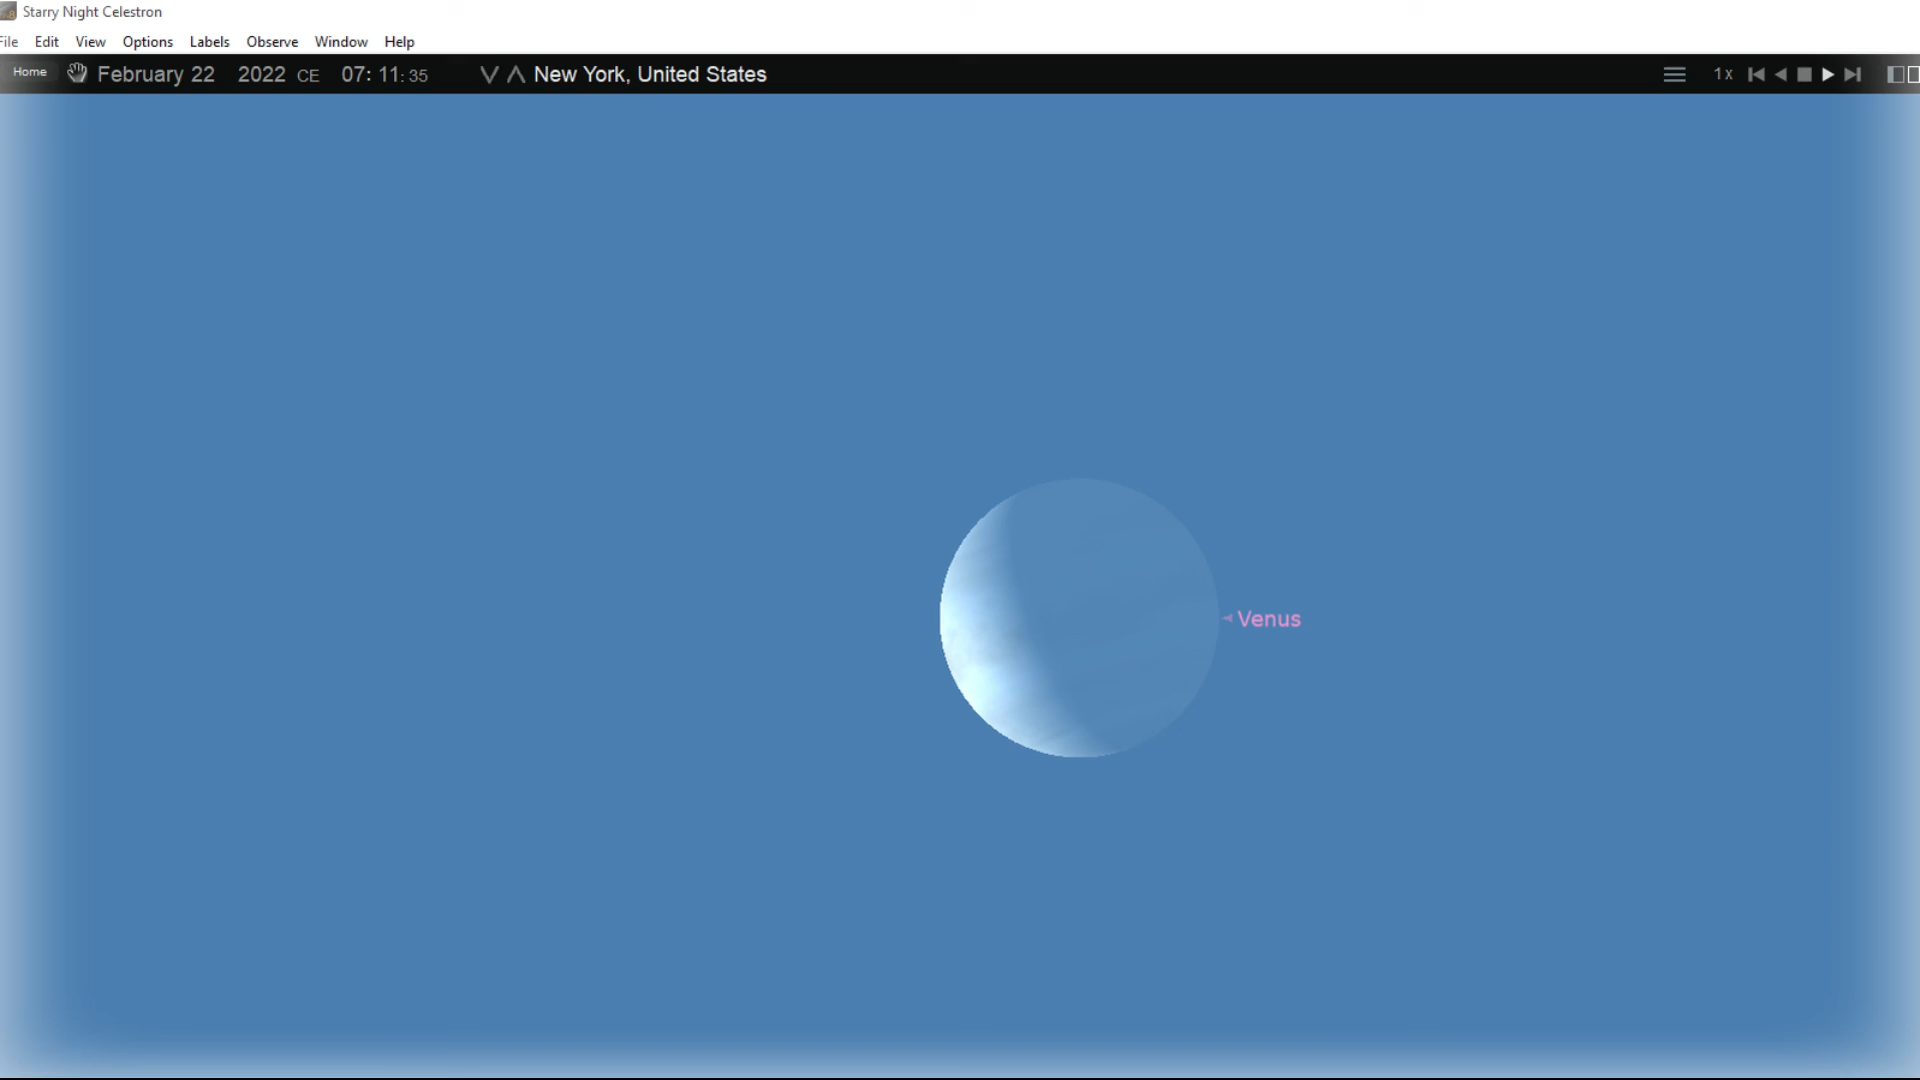 Starry Night Celestron
File Edit View Options Labels Observe Window Help
Home February 22 2022 CE 07: 11: 35 New York, United States 1x
Venus